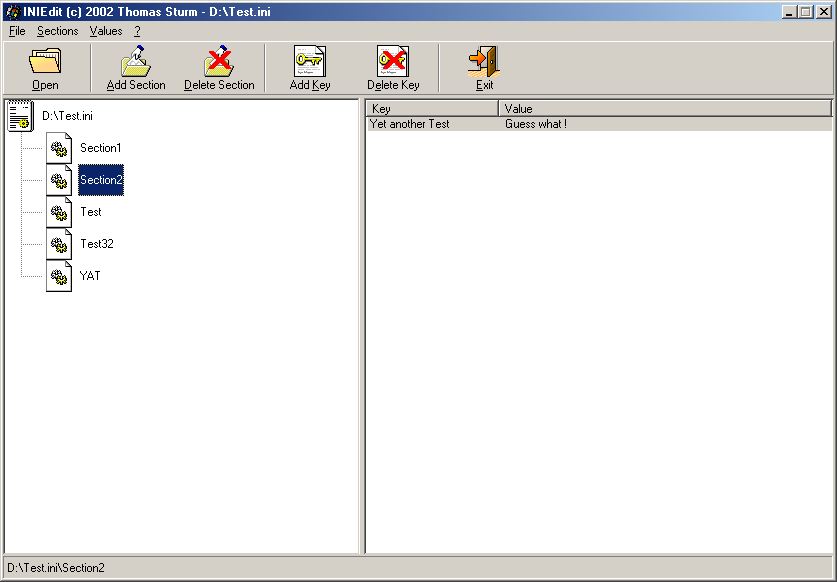 INIEdit (c) 2002 Thomas Sturm - D:\Test.ini
File Sections Values ?
Open Add Section Delete Section Add Key Delete Key Exit
D:\Test.ini
Section1
Section2
Test
Test32
YAT
Key Value
Yet another Test Guess what !
D:\Test.ini\Section2